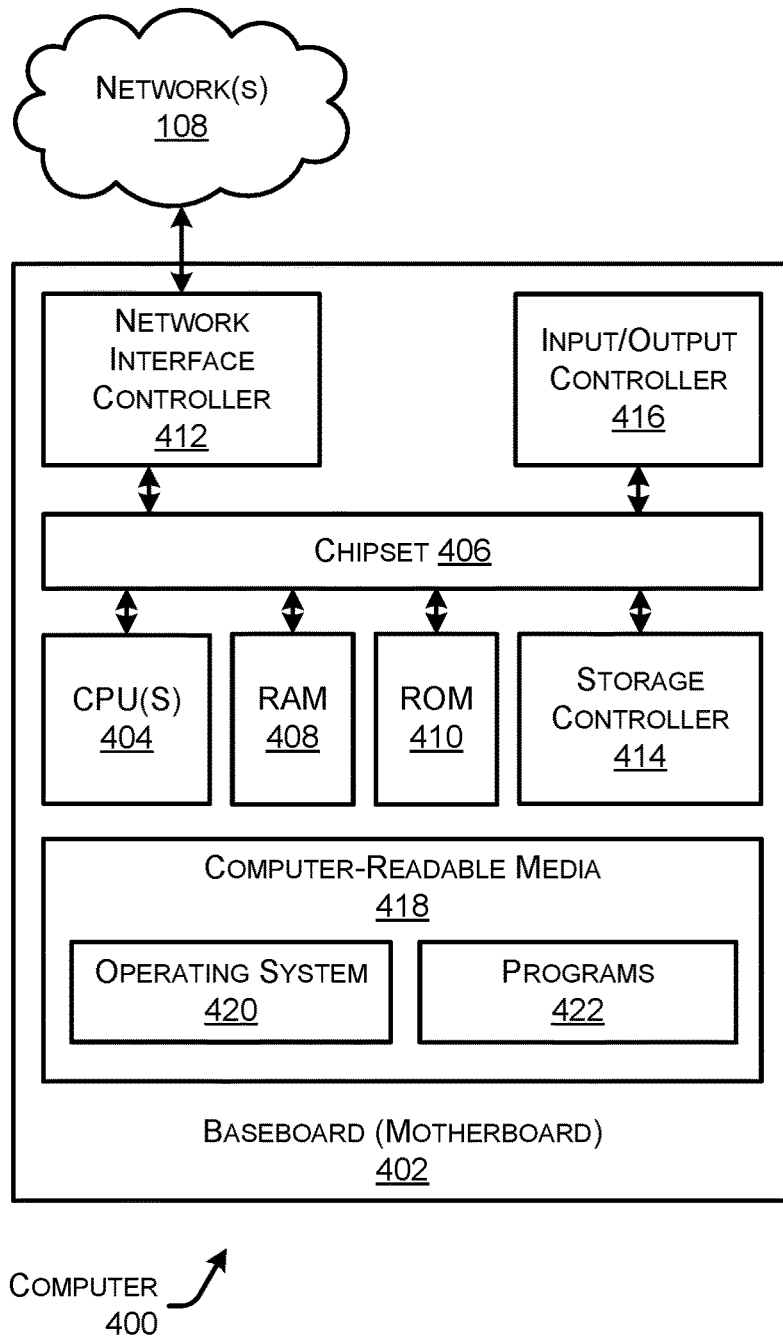 NETWORK(S)
108
NETWORK
INTERFACE
CONTROLLER
412
INPUT/OUTPUT
CONTROLLER
416
CHIPSET 406
CPU(S)
404
RAM
408
ROM
410
STORAGE
CONTROLLER
414
COMPUTER-READABLE MEDIA
418
OPERATING SYSTEM
420
PROGRAMS
422
BASEBOARD (MOTHERBOARD)
402
COMPUTER
400